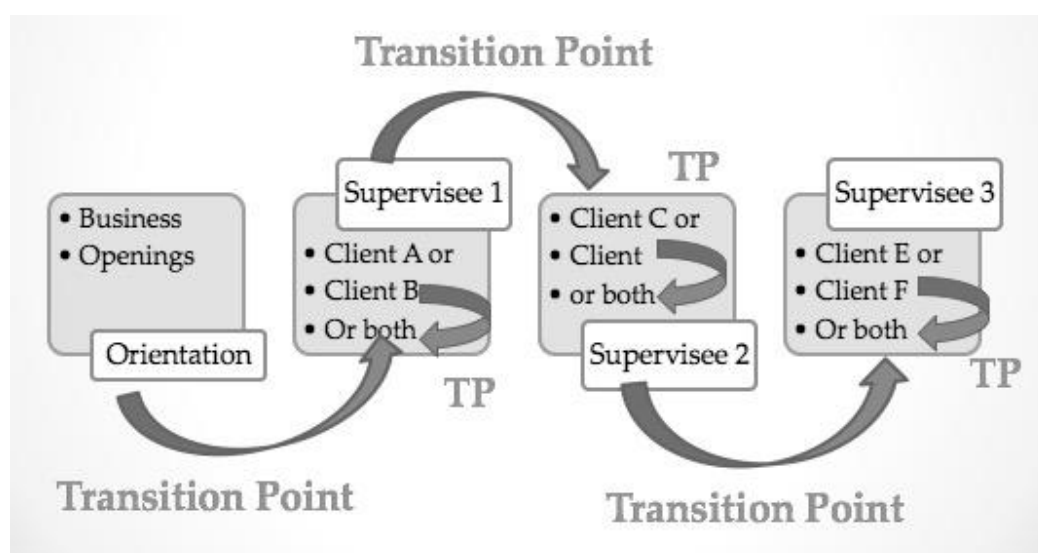 Transition Point
• Business
• Openings
Orientation
Transition Point
Supervisee 1
• Client A or
• Client B
• Or both
TP
TP
• Client C or
• Client
• or both
Supervisee 2
Transition Point
Supervisee 3
• Client E or
• Client F
• Or both
TP